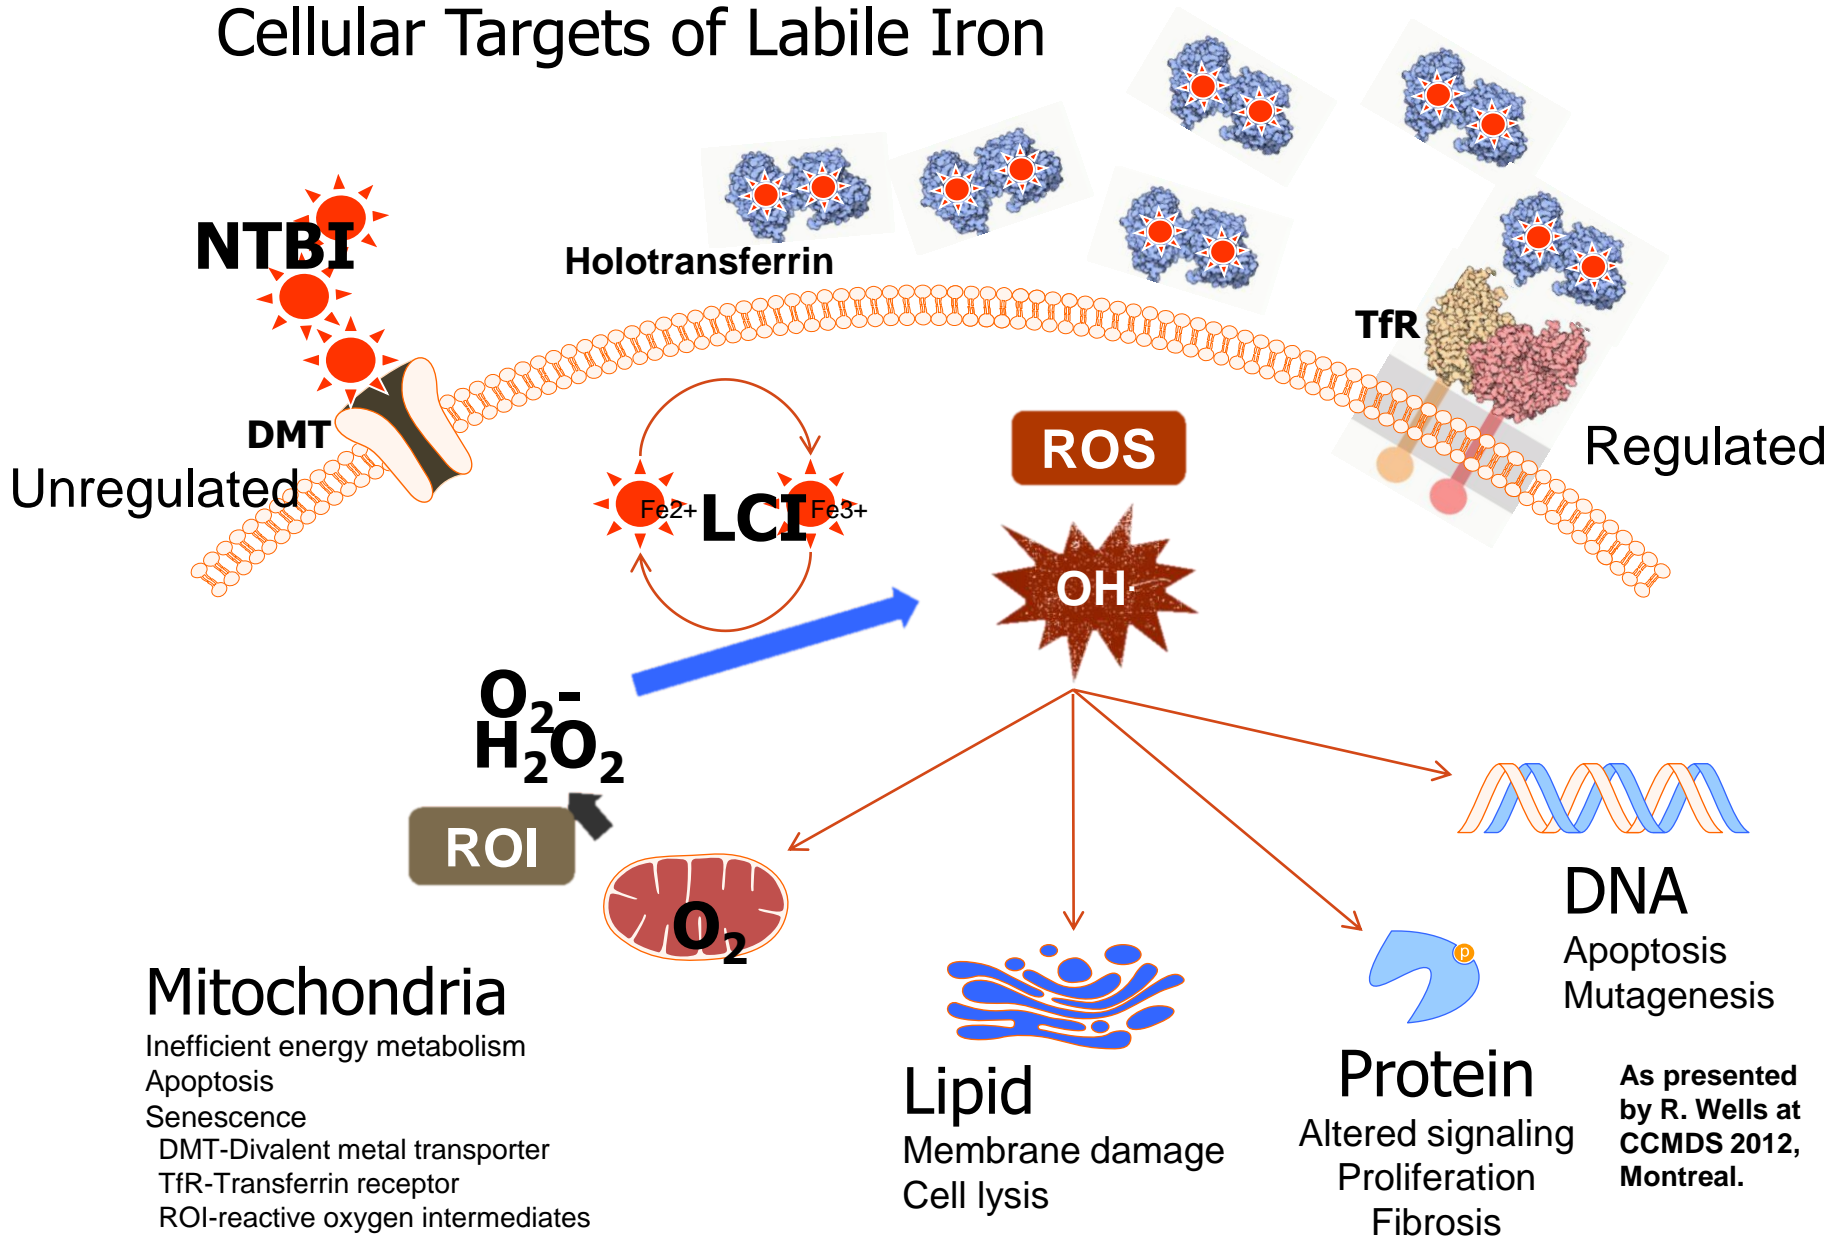 Cellular Targets of Labile Iron
NTBI
Holotransferrin
TfR
DMT
Unregulated
Regulated
ROS
Fe2+
LCI
Fe3+
OH·
O2-
H2O2
ROI
O2
Mitochondria
Inefficient energy metabolism
Apoptosis
Senescence
DMT-Divalent metal transporter
TfR-Transferrin receptor
ROI-reactive oxygen intermediates
Lipid
Membrane damage
Cell lysis
P
Protein
Altered signaling
Proliferation
Fibrosis
DNA
Apoptosis
Mutagenesis
As presented
by R. Wells at
CCMDS 2012,
Montreal.